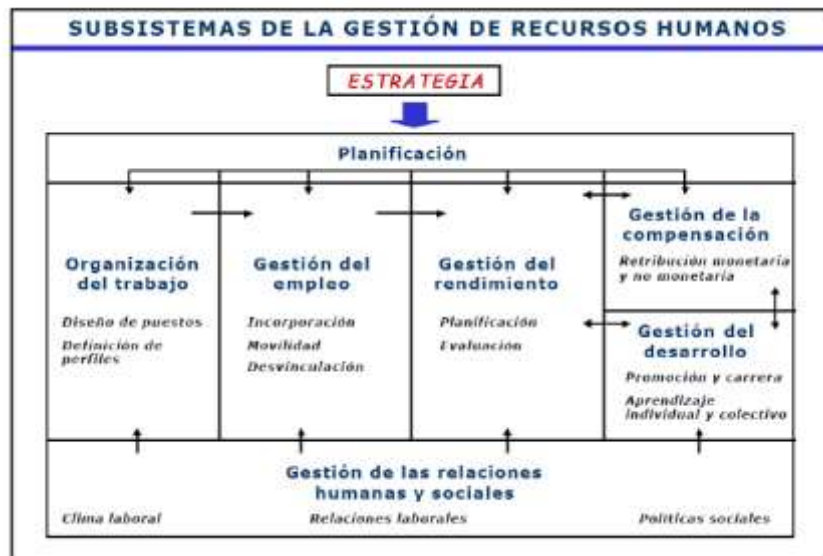 SUBSISTEMAS DE LA GESTIÓN DE RECURSOS HUMANOS
ESTRATEGIA
Planificación
Organización
del trabajo
Diseño de puestos
Definición de
perfiles
Gestión del
empleo
Incorporación
Movilidad
Desvinculación
Gestión del
rendimiento
Planificación
Evaluación
Gestión de la
compensación
Retribución monetaria
y no monetaria
Gestión del
desarrollo
Promoción y carrera
Aprendizaje
individual y colectivo
Gestión de las relaciones
humanas y sociales
Clima laboral
Relaciones laborales
Políticas sociales